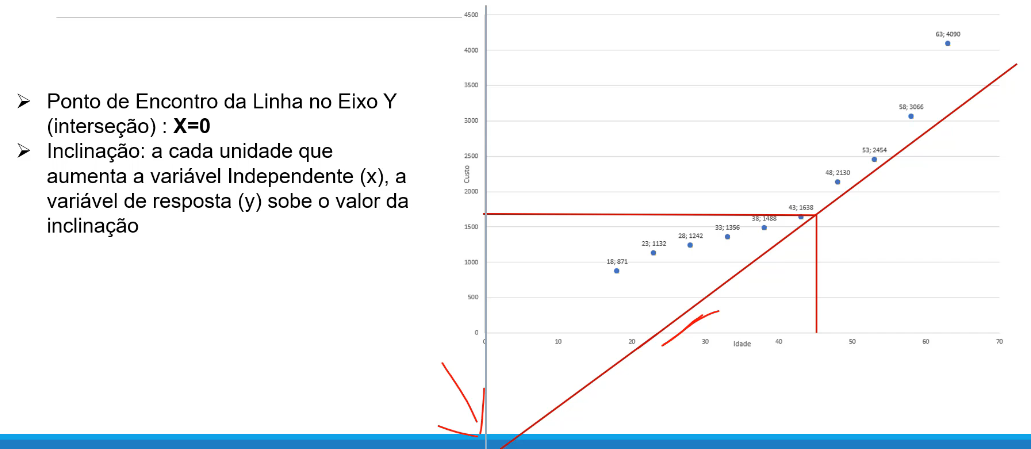 ➢ Ponto de Encontro da Linha no Eixo Y
(interseção) : X=0
➢ Inclinação: a cada unidade que
aumenta a variável Independente (x), a
variável de resposta (y) sobe o valor da
inclinação
4500
4000
3500
3000
2500
2000
1500
1000
500
0
Custo
63; 4090
58; 3066
53; 2454
48; 2130
43; 1638
38; 1488
33; 1356
28; 1242
23; 1132
18; 871
0 10 20 30 40 50 60 70
Idade